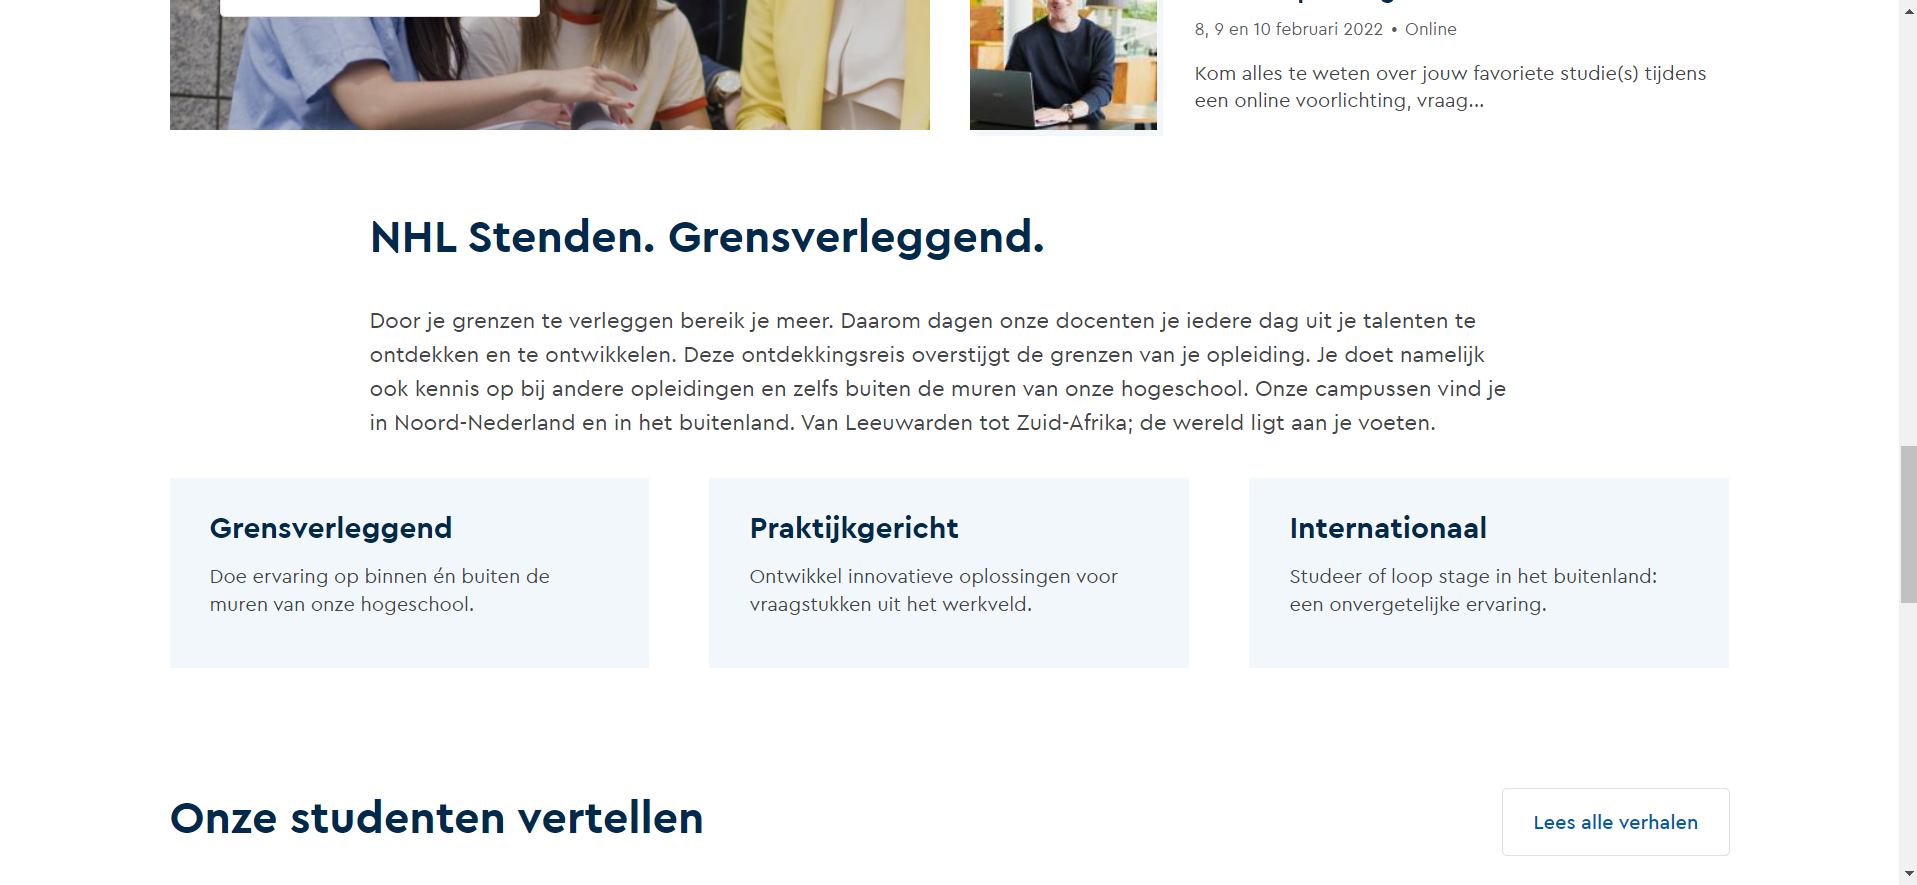 8, 9 en 10 februari 2022 • Online
Kom alles te weten over jouw favoriete studie(s) tijdens
een online voorlichting, vraag...
NHL Stenden. Grensverleggend.
Door je grenzen te verleggen bereik je meer. Daarom dagen onze docenten je iedere dag uit je talenten te
ontdekken en te ontwikkelen. Deze ontdekkingsreis overstijgt de grenzen van je opleiding. Je doet namelijk
ook kennis op bij andere opleidingen en zelfs buiten de muren van onze hogeschool. Onze campussen vind je
in Noord-Nederland en in het buitenland. Van Leeuwarden tot Zuid-Afrika; de wereld ligt aan je voeten.
Grensverleggend
Doe ervaring op binnen én buiten de
muren van onze hogeschool.
Praktijkgericht
Ontwikkel innovatieve oplossingen voor
vraagstukken uit het werkveld.
Internationaal
Studeer of loop stage in het buitenland:
een onvergetelijke ervaring.
Onze studenten vertellen
Lees alle verhalen